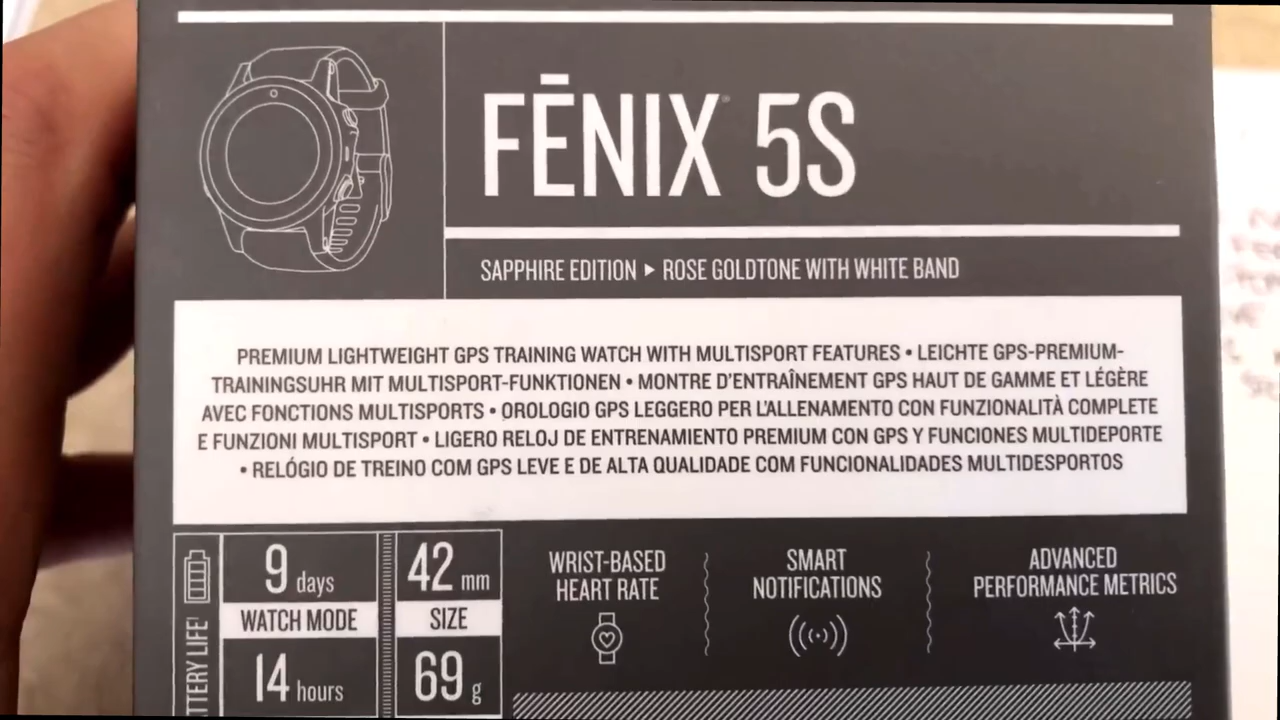 FĒNIX® 5S
SAPPHIRE EDITION ▸ ROSE GOLDTONE WITH WHITE BAND
PREMIUM LIGHTWEIGHT GPS TRAINING WATCH WITH MULTISPORT FEATURES • LEICHTE GPS-PREMIUM-
TRAININGSUHR MIT MULTISPORT-FUNKTIONEN • MONTRE D'ENTRAÎNEMENT GPS HAUT DE GAMME ET LÉGÈRE
AVEC FONCTIONS MULTISPORTS • OROLOGIO GPS LEGGERO PER L'ALLENAMENTO CON FUNZIONALITÀ COMPLETE
E FUNZIONI MULTISPORT • LIGERO RELOJ DE ENTRENAMIENTO PREMIUM CON GPS Y FUNCIONES MULTIDEPORTE
• RELÓGIO DE TREINO COM GPS LEVE E DE ALTA QUALIDADE COM FUNCIONALIDADES MULTIDESPORTOS
TTERY LIFE¹
9 days
WATCH MODE
14 hours
42 mm
SIZE
69 g
WRIST-BASED
HEART RATE
SMART
NOTIFICATIONS
ADVANCED
PERFORMANCE METRICS